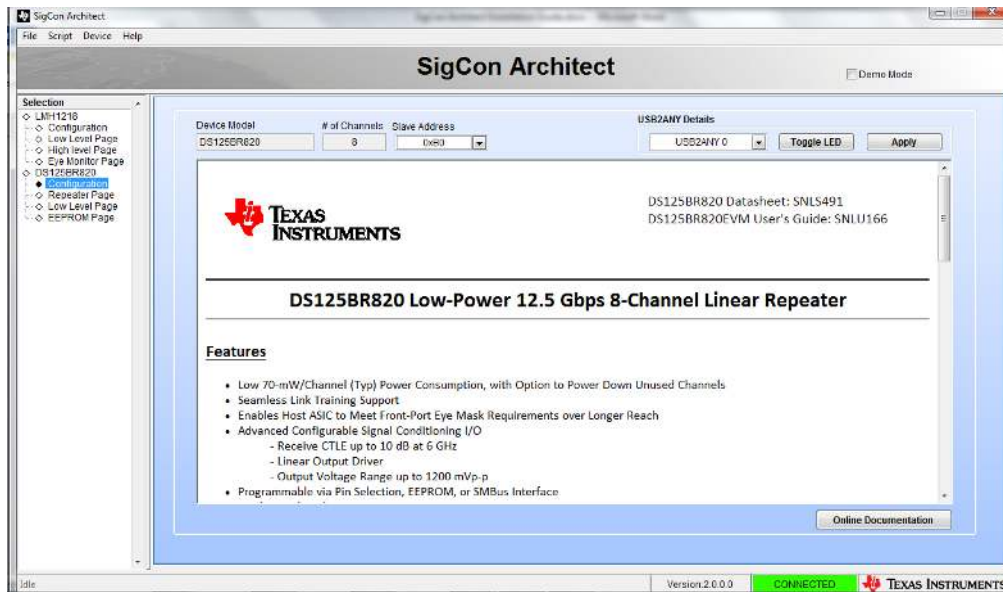 SigCon Architect
File Script Device Help
SigCon Architect
Demo Mode
Selection
LMH1218
Configuration
Low Level Page
High level Page
Eye Monitor Page
DS125BR820
Configuration
Repeater Page
Low Level Page
EEPROM Page
Device Model
# of Channels
Slave Address
DS125BR820
8
0xB0
USB2ANY Details
USB2ANY 0
Toggle LED
Apply
TEXAS
INSTRUMENTS
DS125BR820 Datasheet: SNLS491
DS125BR820EVM User's Guide: SNLU166
DS125BR820 Low-Power 12.5 Gbps 8-Channel Linear Repeater
Features
• Low 70-mW/Channel (Typ) Power Consumption, with Option to Power Down Unused Channels
• Seamless Link Training Support
• Enables Host ASIC to Meet Front-Port Eye Mask Requirements over Longer Reach
• Advanced Configurable Signal Conditioning I/O
- Receive CTLE up to 10 dB at 6 GHz
- Linear Output Driver
- Output Voltage Range up to 1200 mVp-p
• Programmable via Pin Selection, EEPROM, or SMBus Interface
Online Documentation
Idle
Version:2.0.0.0
CONNECTED
TEXAS INSTRUMENTS